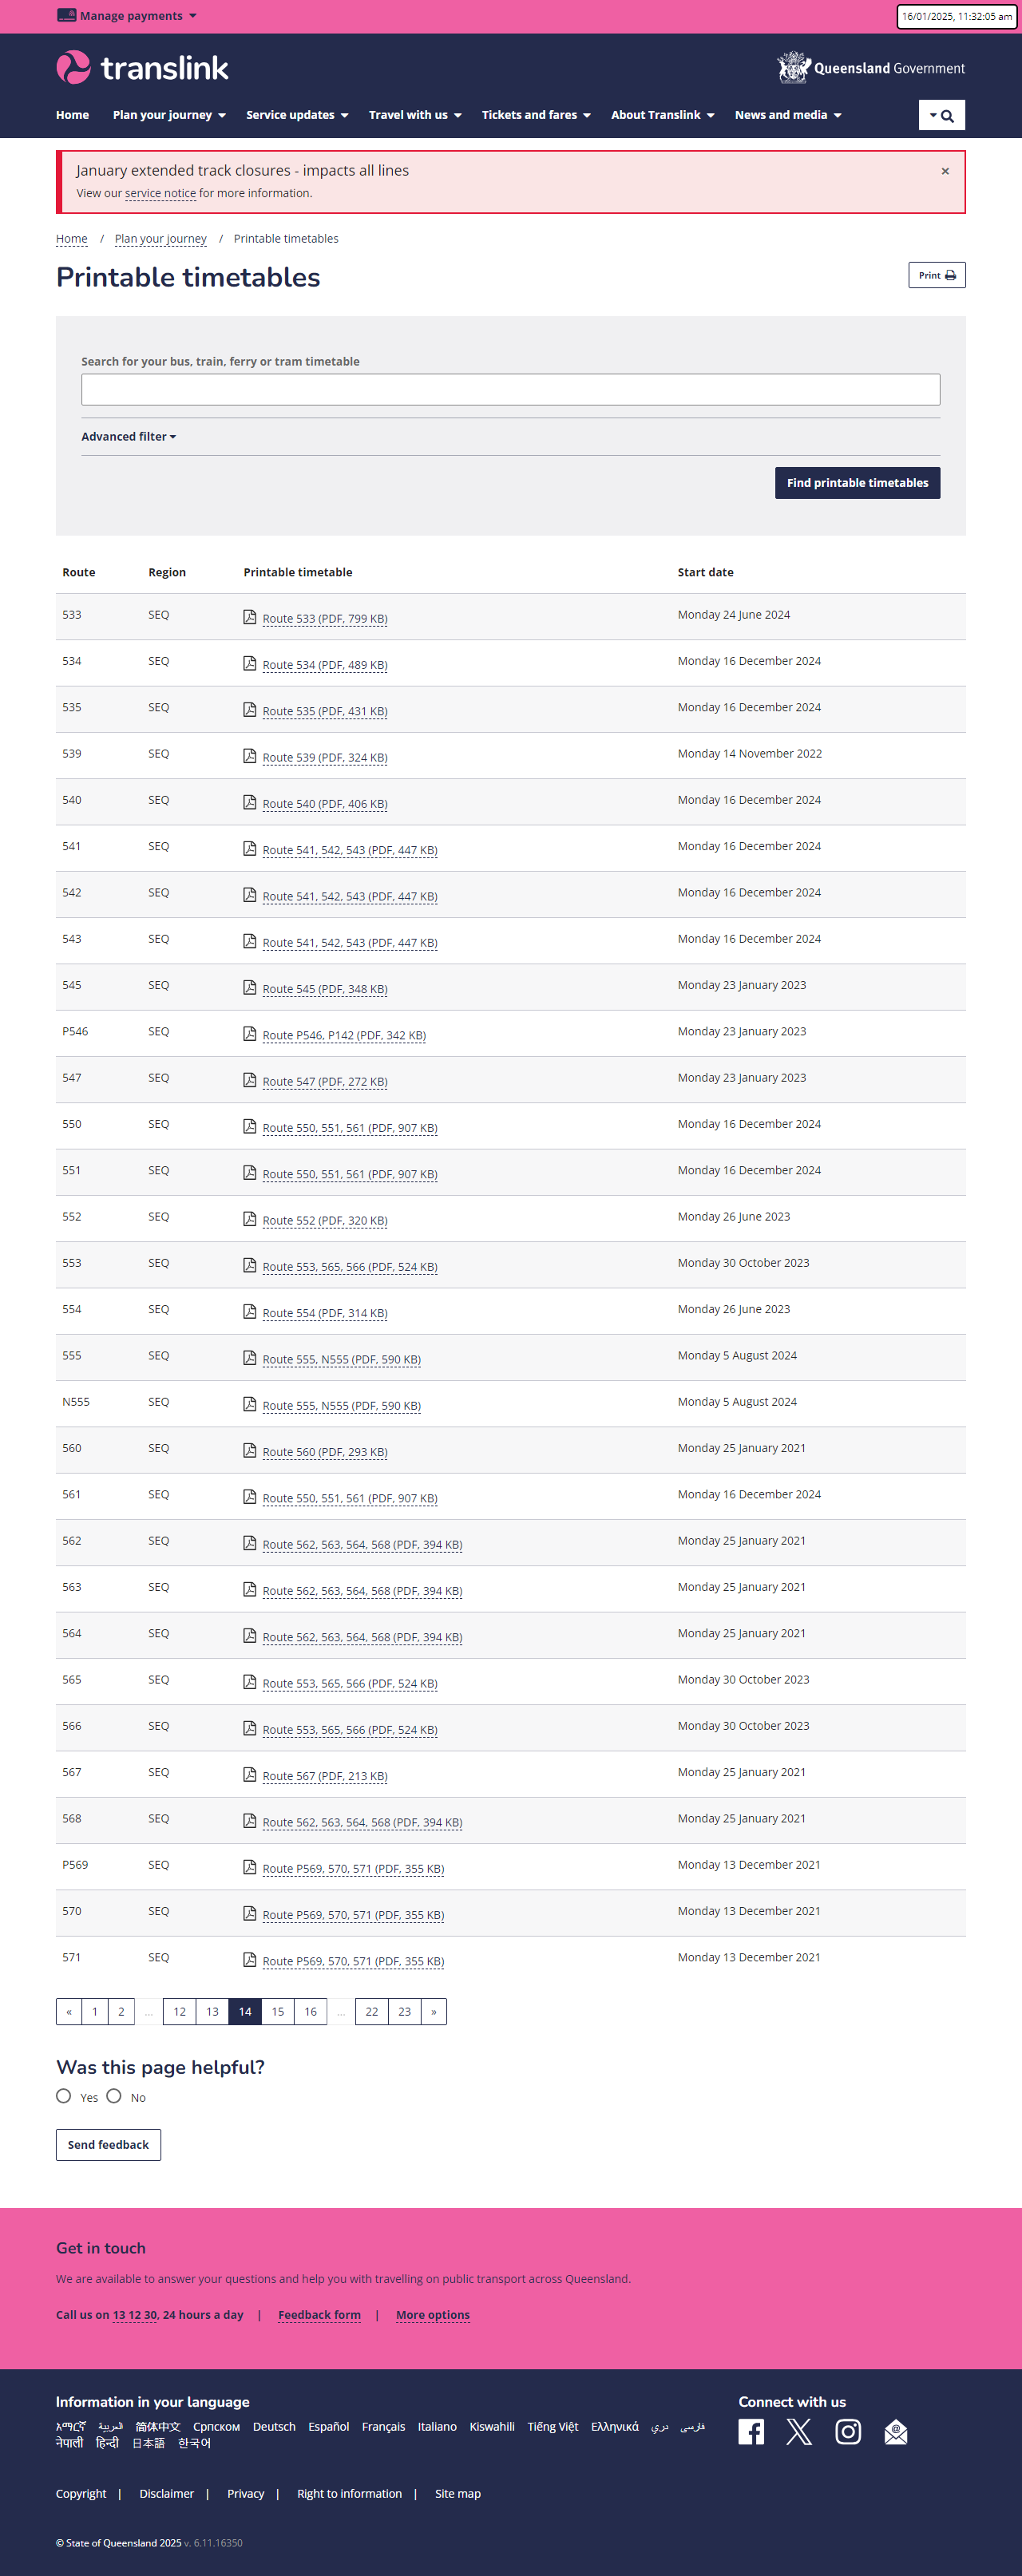 Manage payments
16/01/2025, 11:32:05 am
translink
Queensland Government
Home Plan your journey Service updates Travel with us Tickets and fares About Translink News and media
January extended track closures - impacts all lines ×
View our service notice for more information.
Home / Plan your journey / Printable timetables
Printable timetables
Print
Search for your bus, train, ferry or tram timetable
Advanced filter
Find printable timetables
Route Region Printable timetable Start date
533 SEQ Route 533 (PDF, 799 KB) Monday 24 June 2024
534 SEQ Route 534 (PDF, 489 KB) Monday 16 December 2024
535 SEQ Route 535 (PDF, 431 KB) Monday 16 December 2024
539 SEQ Route 539 (PDF, 324 KB) Monday 14 November 2022
540 SEQ Route 540 (PDF, 406 KB) Monday 16 December 2024
541 SEQ Route 541, 542, 543 (PDF, 447 KB) Monday 16 December 2024
542 SEQ Route 541, 542, 543 (PDF, 447 KB) Monday 16 December 2024
543 SEQ Route 541, 542, 543 (PDF, 447 KB) Monday 16 December 2024
545 SEQ Route 545 (PDF, 348 KB) Monday 23 January 2023
P546 SEQ Route P546, P142 (PDF, 342 KB) Monday 23 January 2023
547 SEQ Route 547 (PDF, 272 KB) Monday 23 January 2023
550 SEQ Route 550, 551, 561 (PDF, 907 KB) Monday 16 December 2024
551 SEQ Route 550, 551, 561 (PDF, 907 KB) Monday 16 December 2024
552 SEQ Route 552 (PDF, 320 KB) Monday 26 June 2023
553 SEQ Route 553, 565, 566 (PDF, 524 KB) Monday 30 October 2023
554 SEQ Route 554 (PDF, 314 KB) Monday 26 June 2023
555 SEQ Route 555, N555 (PDF, 590 KB) Monday 5 August 2024
N555 SEQ Route 555, N555 (PDF, 590 KB) Monday 5 August 2024
560 SEQ Route 560 (PDF, 293 KB) Monday 25 January 2021
561 SEQ Route 550, 551, 561 (PDF, 907 KB) Monday 16 December 2024
562 SEQ Route 562, 563, 564, 568 (PDF, 394 KB) Monday 25 January 2021
563 SEQ Route 562, 563, 564, 568 (PDF, 394 KB) Monday 25 January 2021
564 SEQ Route 562, 563, 564, 568 (PDF, 394 KB) Monday 25 January 2021
565 SEQ Route 553, 565, 566 (PDF, 524 KB) Monday 30 October 2023
566 SEQ Route 553, 565, 566 (PDF, 524 KB) Monday 30 October 2023
567 SEQ Route 567 (PDF, 213 KB) Monday 25 January 2021
568 SEQ Route 562, 563, 564, 568 (PDF, 394 KB) Monday 25 January 2021
P569 SEQ Route P569, 570, 571 (PDF, 355 KB) Monday 13 December 2021
570 SEQ Route P569, 570, 571 (PDF, 355 KB) Monday 13 December 2021
571 SEQ Route P569, 570, 571 (PDF, 355 KB) Monday 13 December 2021
« 1 2 ... 12 13 14 15 16 ... 22 23 »
Was this page helpful?
Yes No
Send feedback
Get in touch
We are available to answer your questions and help you with travelling on public transport across Queensland.
Call us on 13 12 30, 24 hours a day | Feedback form | More options
Information in your language
Connect with us
አማርኛ العربية 简体中文 Српском Deutsch Español Français Italiano Kiswahili Tiếng Việt Ελληνικά دری فارسی
नेपाली हिन्दी 日本語 한국어
Copyright | Disclaimer | Privacy | Right to information | Site map
© State of Queensland 2025 v. 6.11.16350